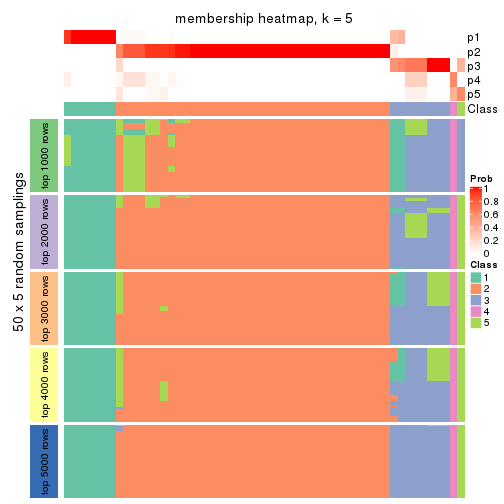 membership heatmap, k = 5
p1
p2
p3
p4
p5
Class
50 x 5 random samplings
top 1000 rows
top 2000 rows
top 3000 rows
top 4000 rows
top 5000 rows
Prob
1
0.8
0.6
0.4
0.2
0
Class
1
2
3
4
5